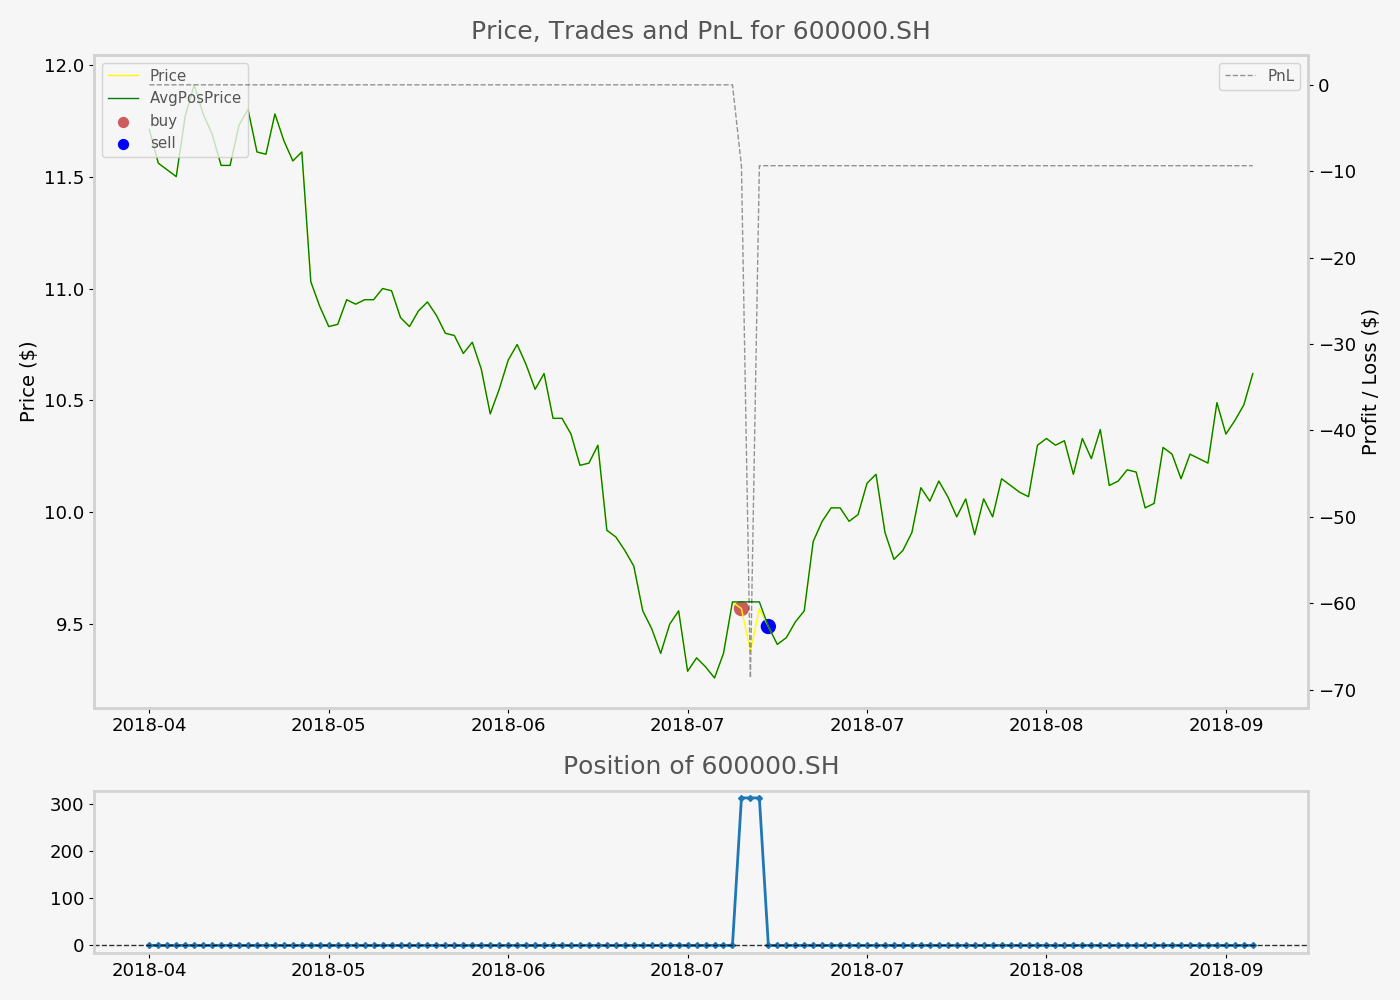 Price, Trades and PnL for 600000.SH
Price
AvgPosPrice
buy
sell
PnL
12.0
11.5
11.0
10.5
10.0
9.5
Price ($)
0
−10
−20
−30
−40
−50
−60
−70
Profit / Loss ($)
2018-04 2018-05 2018-06 2018-07 2018-07 2018-08 2018-09
Position of 600000.SH
300
200
100
0
2018-04 2018-05 2018-06 2018-07 2018-07 2018-08 2018-09